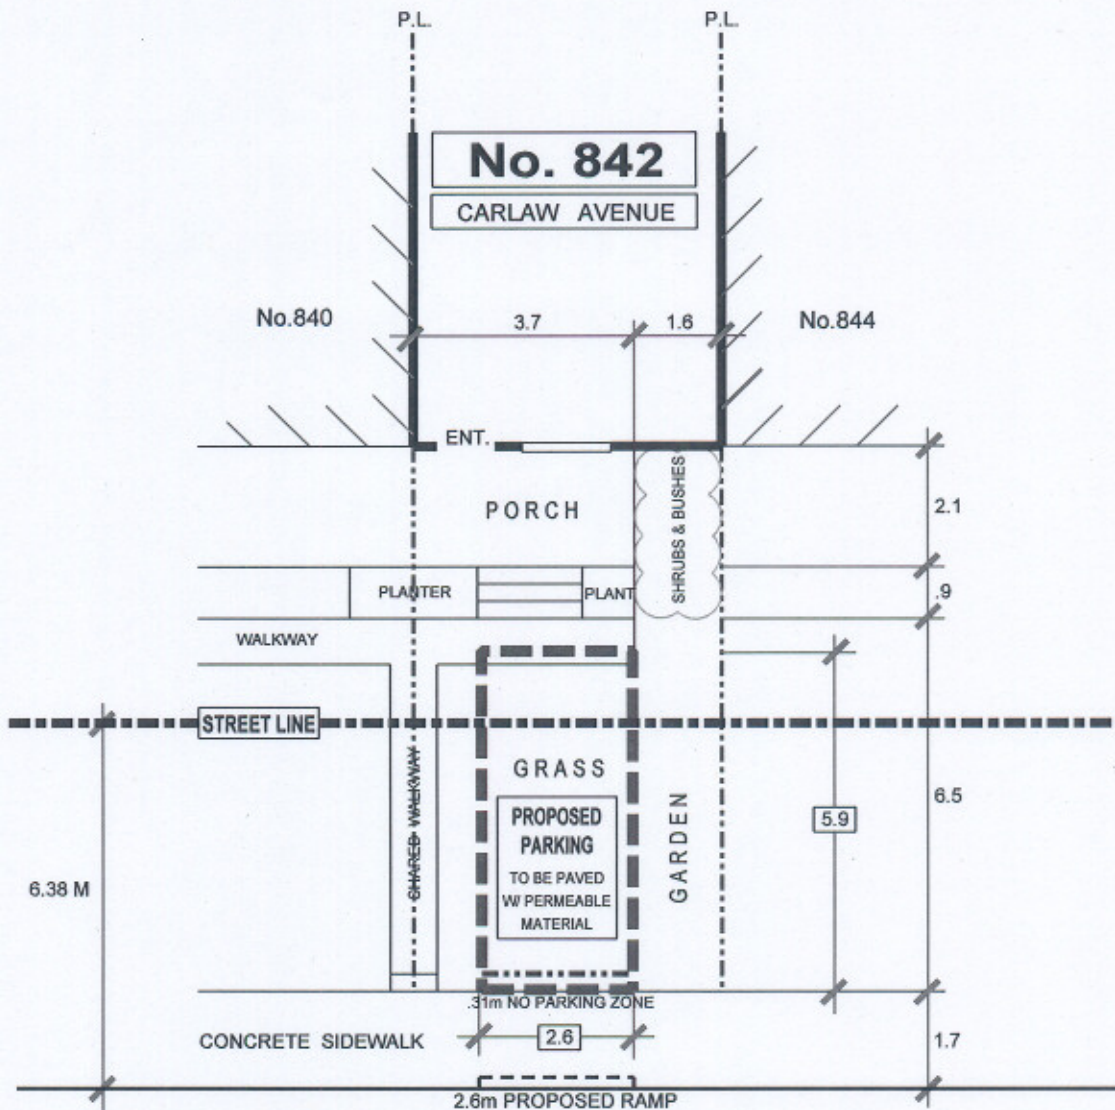 P.L.
P.L.
No. 842
CARLAW AVENUE
No.840
3.7
1.6
No.844
ENT.
PORCH
SHRUBS & BUSHES
2.1
PLANTER
PLANT
.9
WALKWAY
STREET LINE
SHARED WALKWAY
GRASS
PROPOSED
PARKING
TO BE PAVED
W/ PERMEABLE
MATERIAL
GARDEN
5.9
6.5
6.38 M
.31m NO PARKING ZONE
CONCRETE SIDEWALK
2.6
1.7
2.6m PROPOSED RAMP